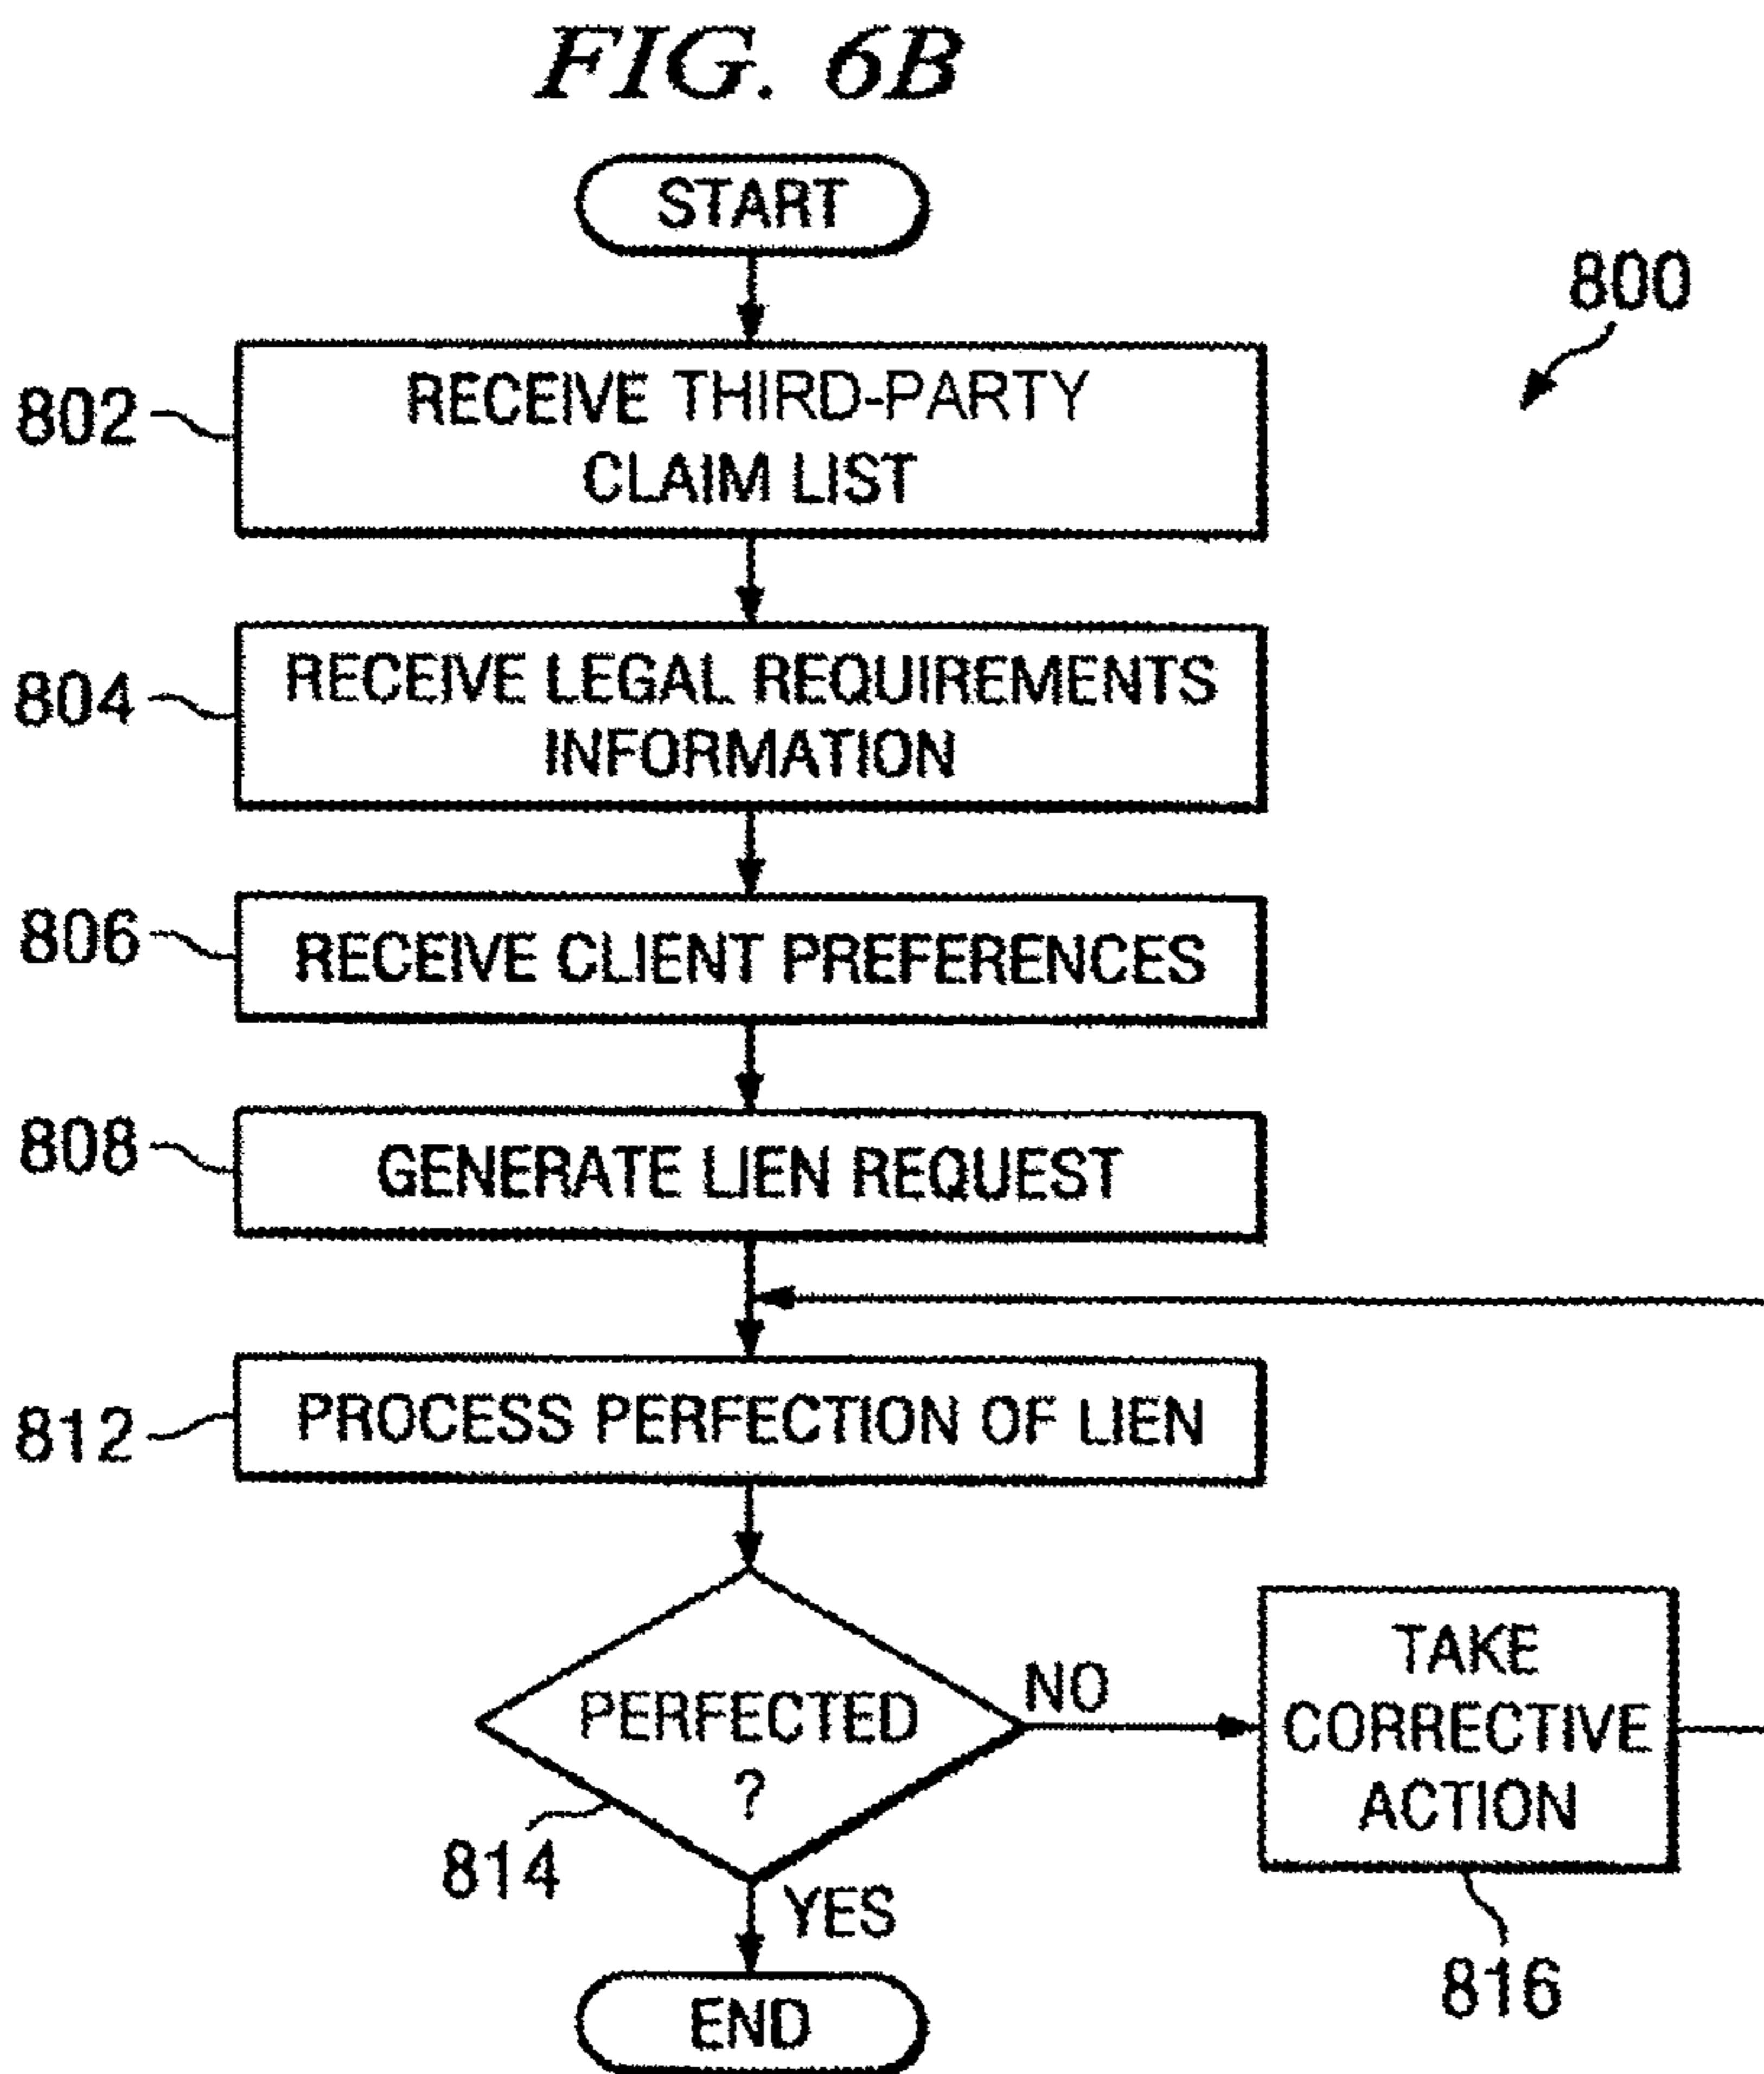 FIG. 6B
START
800
802
RECEIVE THIRD-PARTY
CLAIM LIST
804
RECEIVE LEGAL REQUIREMENTS
INFORMATION
806
RECEIVE CLIENT PREFERENCES
808
GENERATE LIEN REQUEST
812
PROCESS PERFECTION OF LIEN
PERFECTED
?
NO
TAKE
CORRECTIVE
ACTION
814
YES
816
END